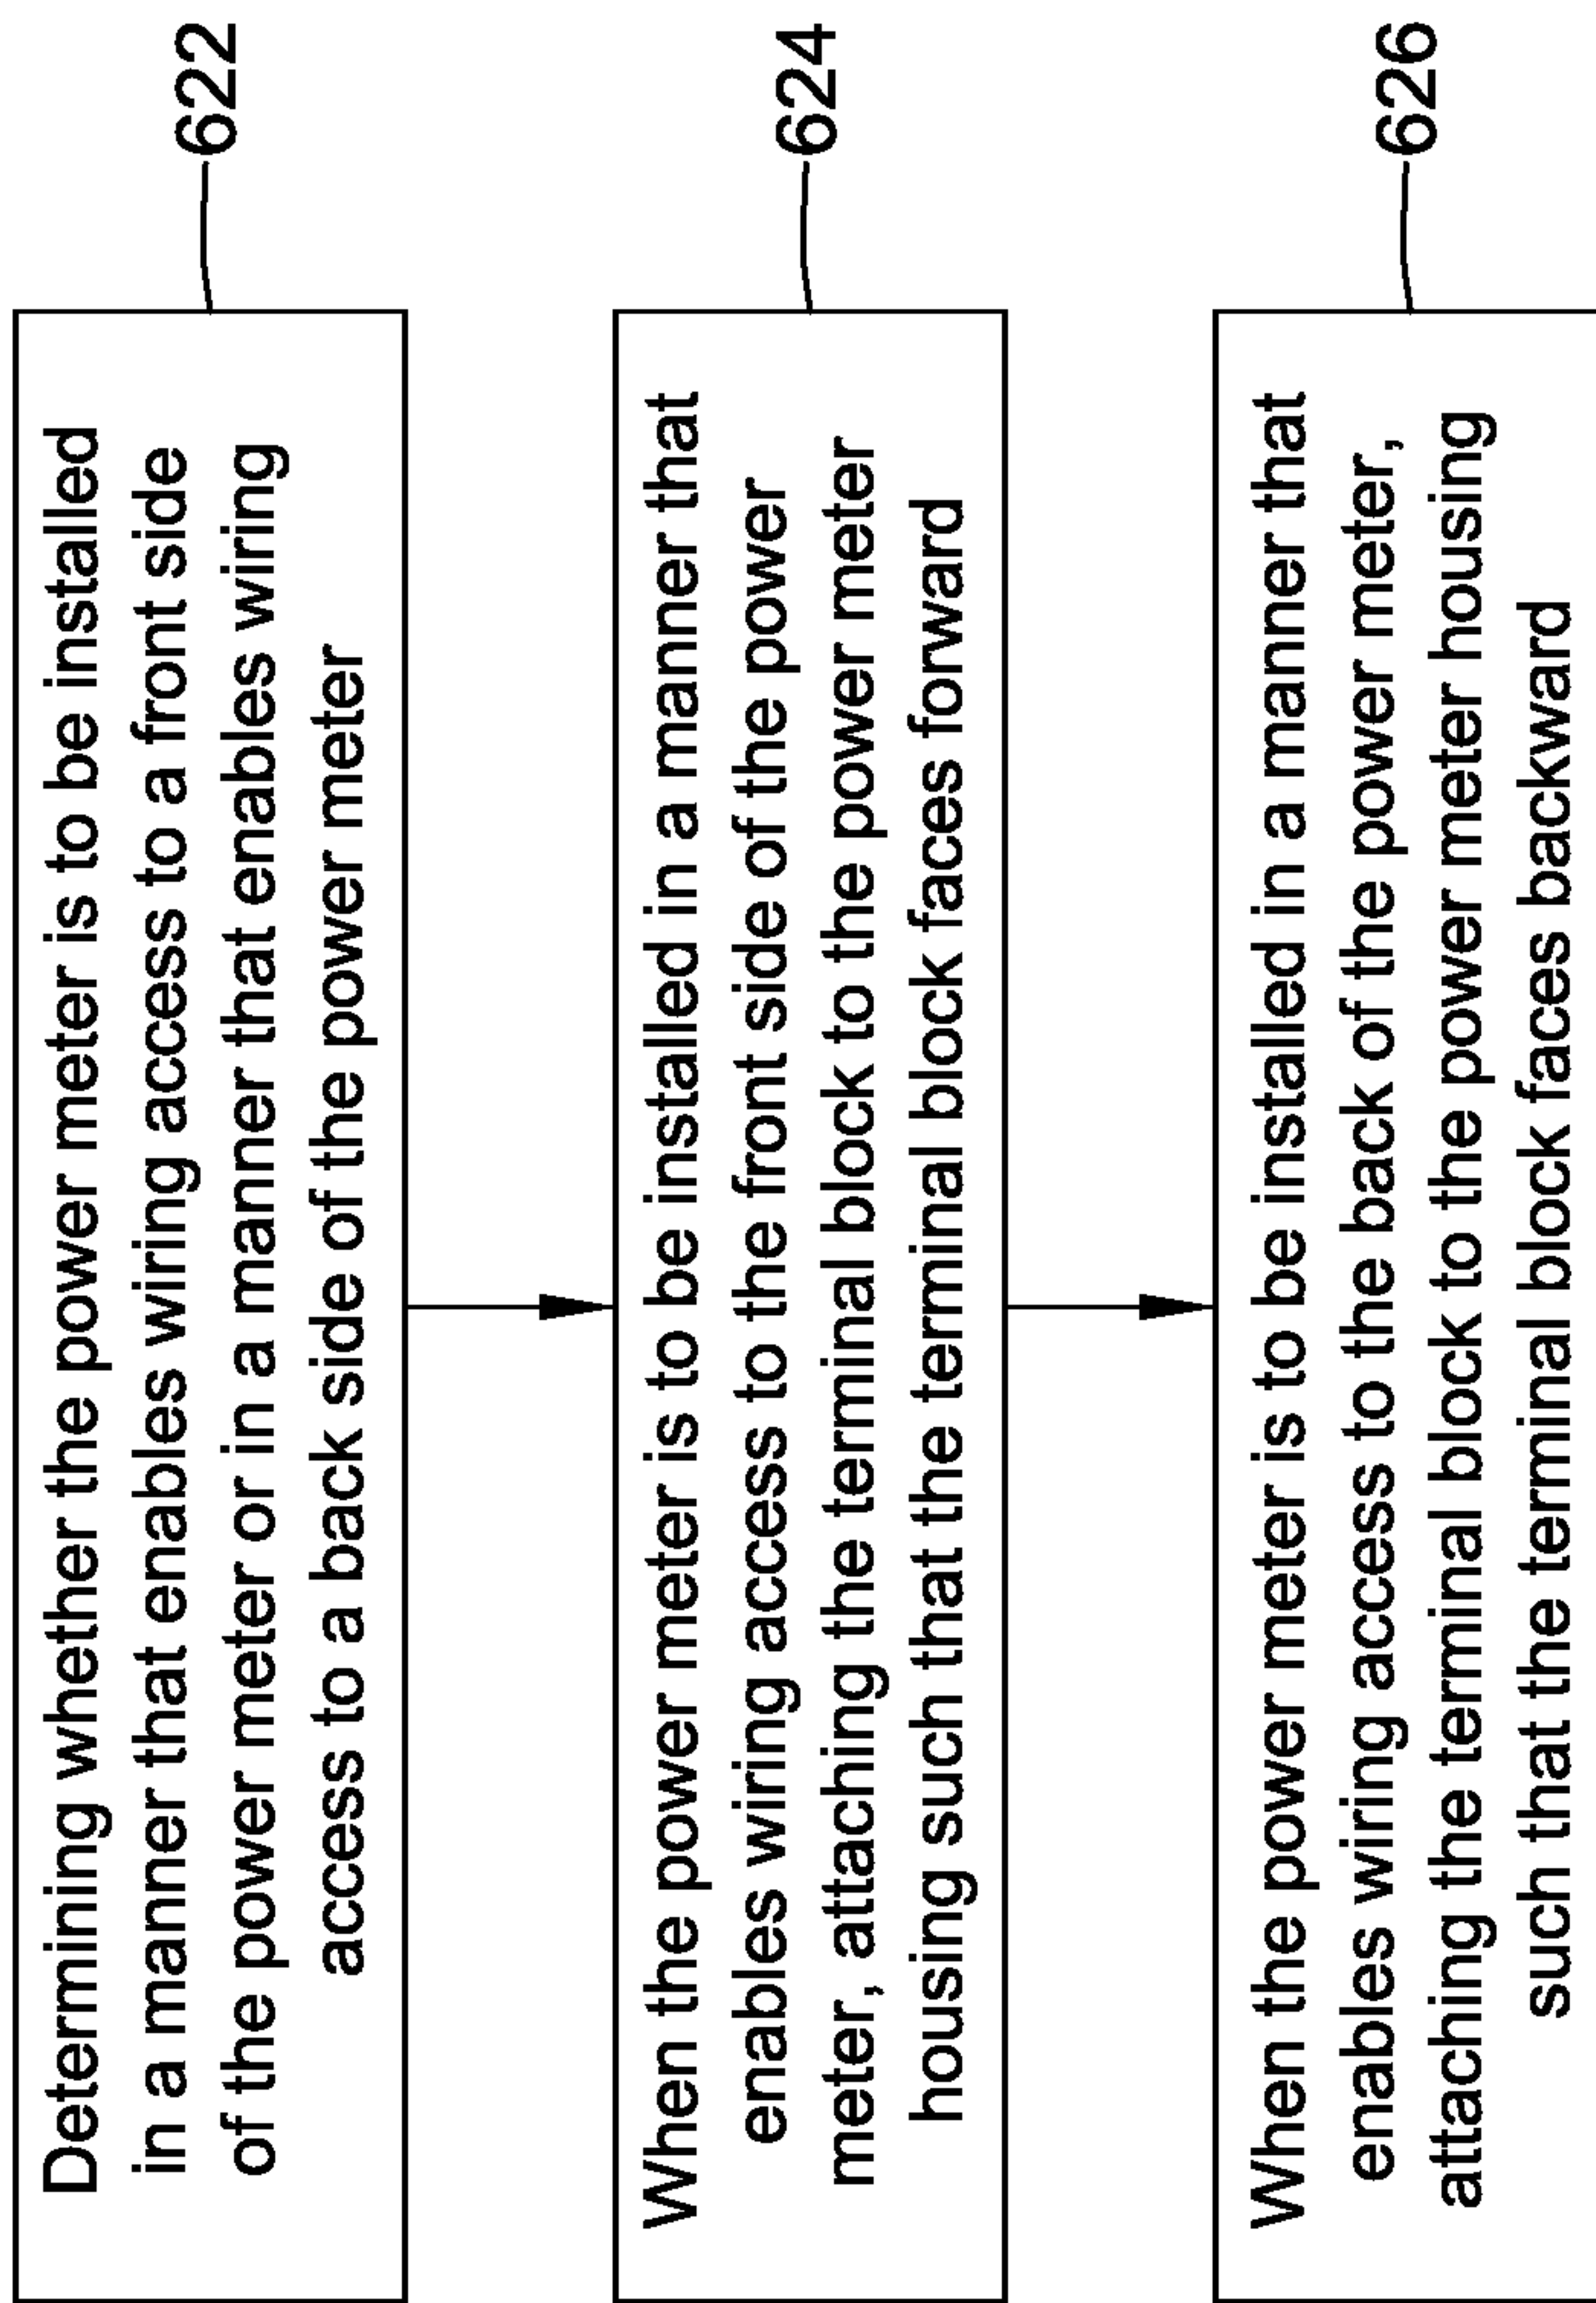 Determining whether the power meter is to be installed
in a manner that enables wiring access to a front side
of the power meter or in a manner that enables wiring
access to a back side of the power meter
622
When the power meter is to be installed in a manner that
enables wiring access to the front side of the power
meter, attaching the terminal block to the power meter
housing such that the terminal block faces forward
624
When the power meter is to be installed in a manner that
enables wiring access to the back of the power meter,
attaching the terminal block to the power meter housing
such that the terminal block faces backward
626